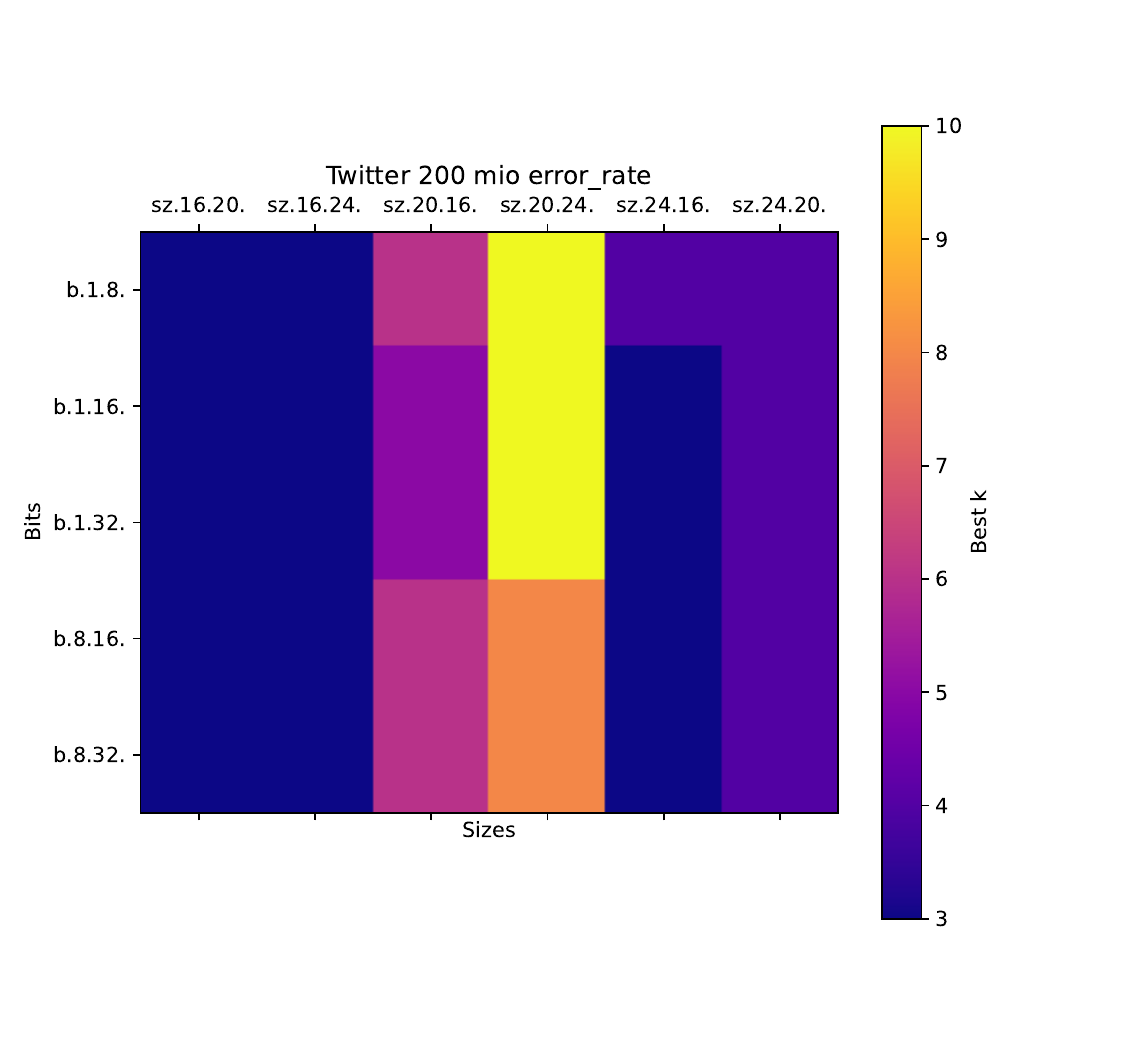 Twitter 200 mio error_rate
sz.16.20. sz.16.24. sz.20.16. sz.20.24. sz.24.16. sz.24.20.
b.1.8.
b.1.16.
b.1.32.
b.8.16.
b.8.32.
Bits
Sizes
10
9
8
7
6
5
4
3
Best k